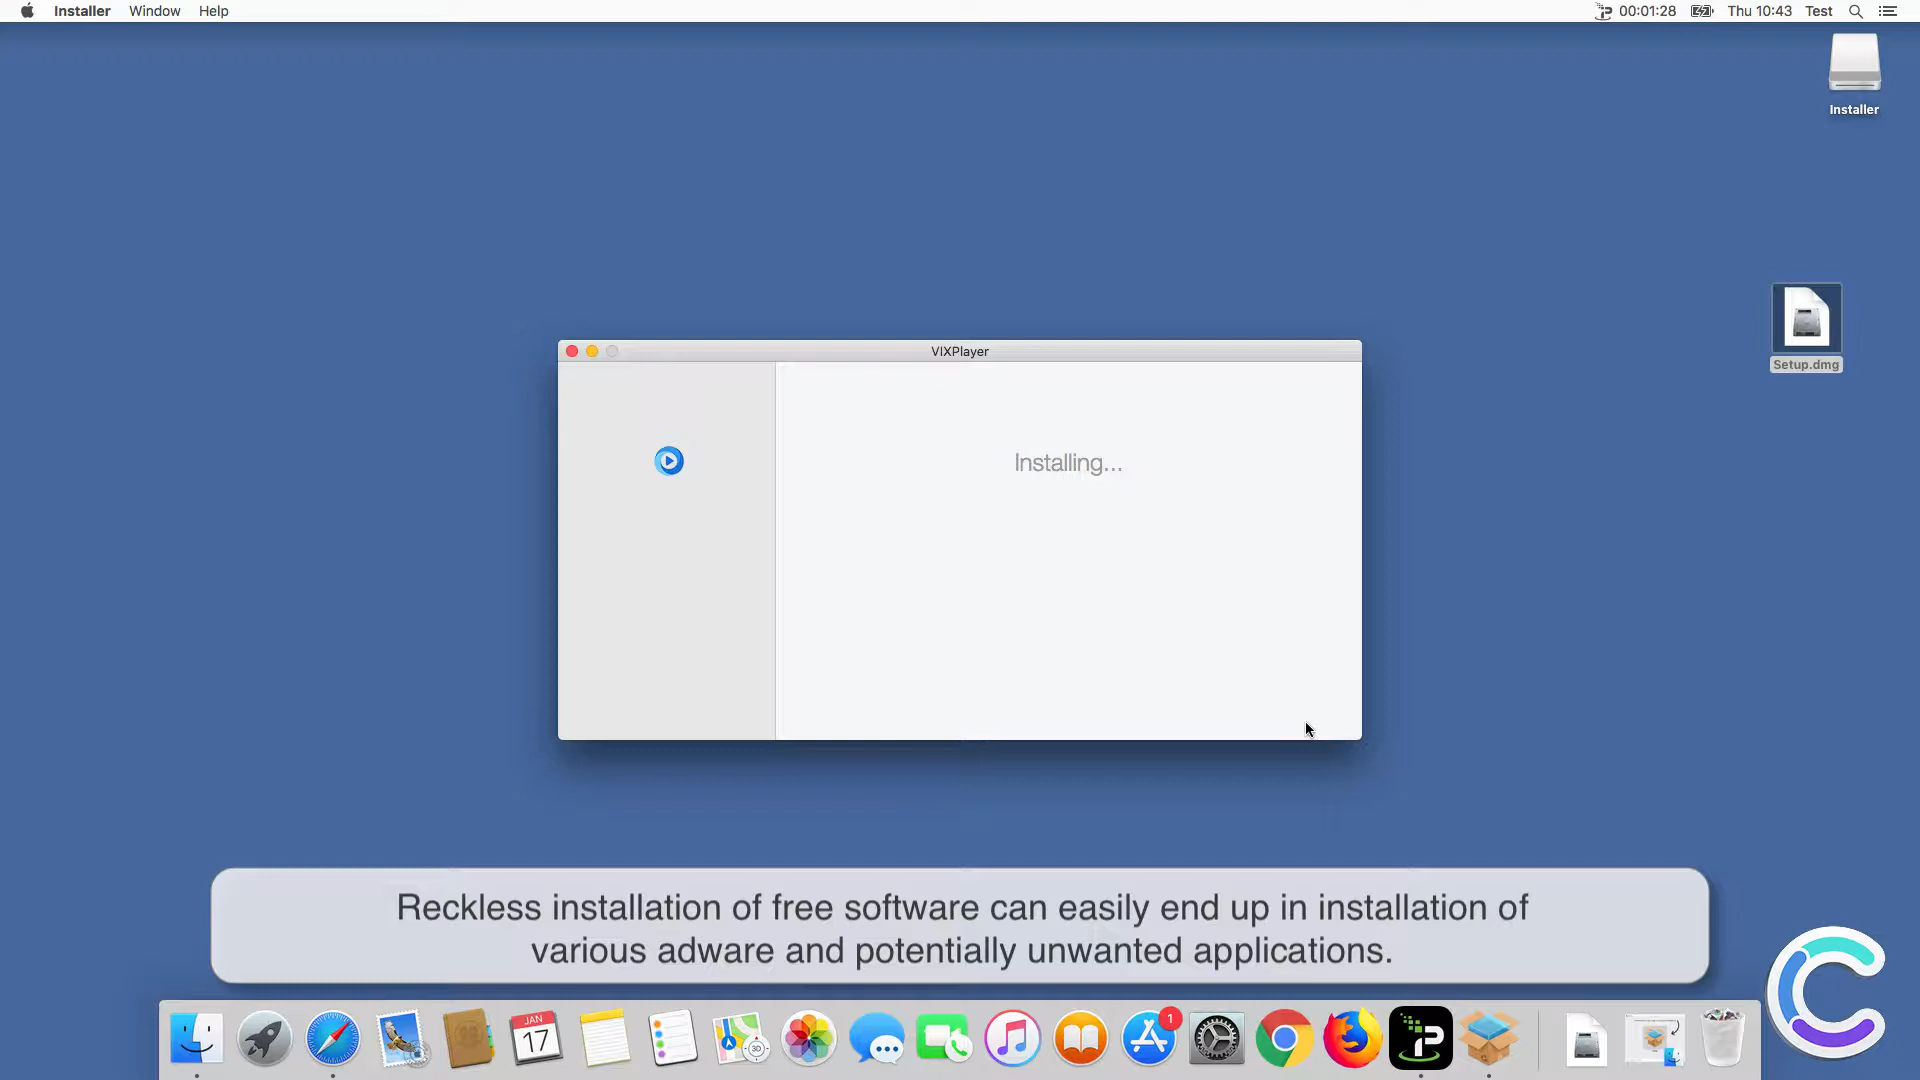 Installer Window Help 00:01:28 Thu 10:43 Test
Installer
Setup.dmg
VIXPlayer
Installing...
Reckless installation of free software can easily end up in installation of
various adware and potentially unwanted applications.
JAN
17
3D
1